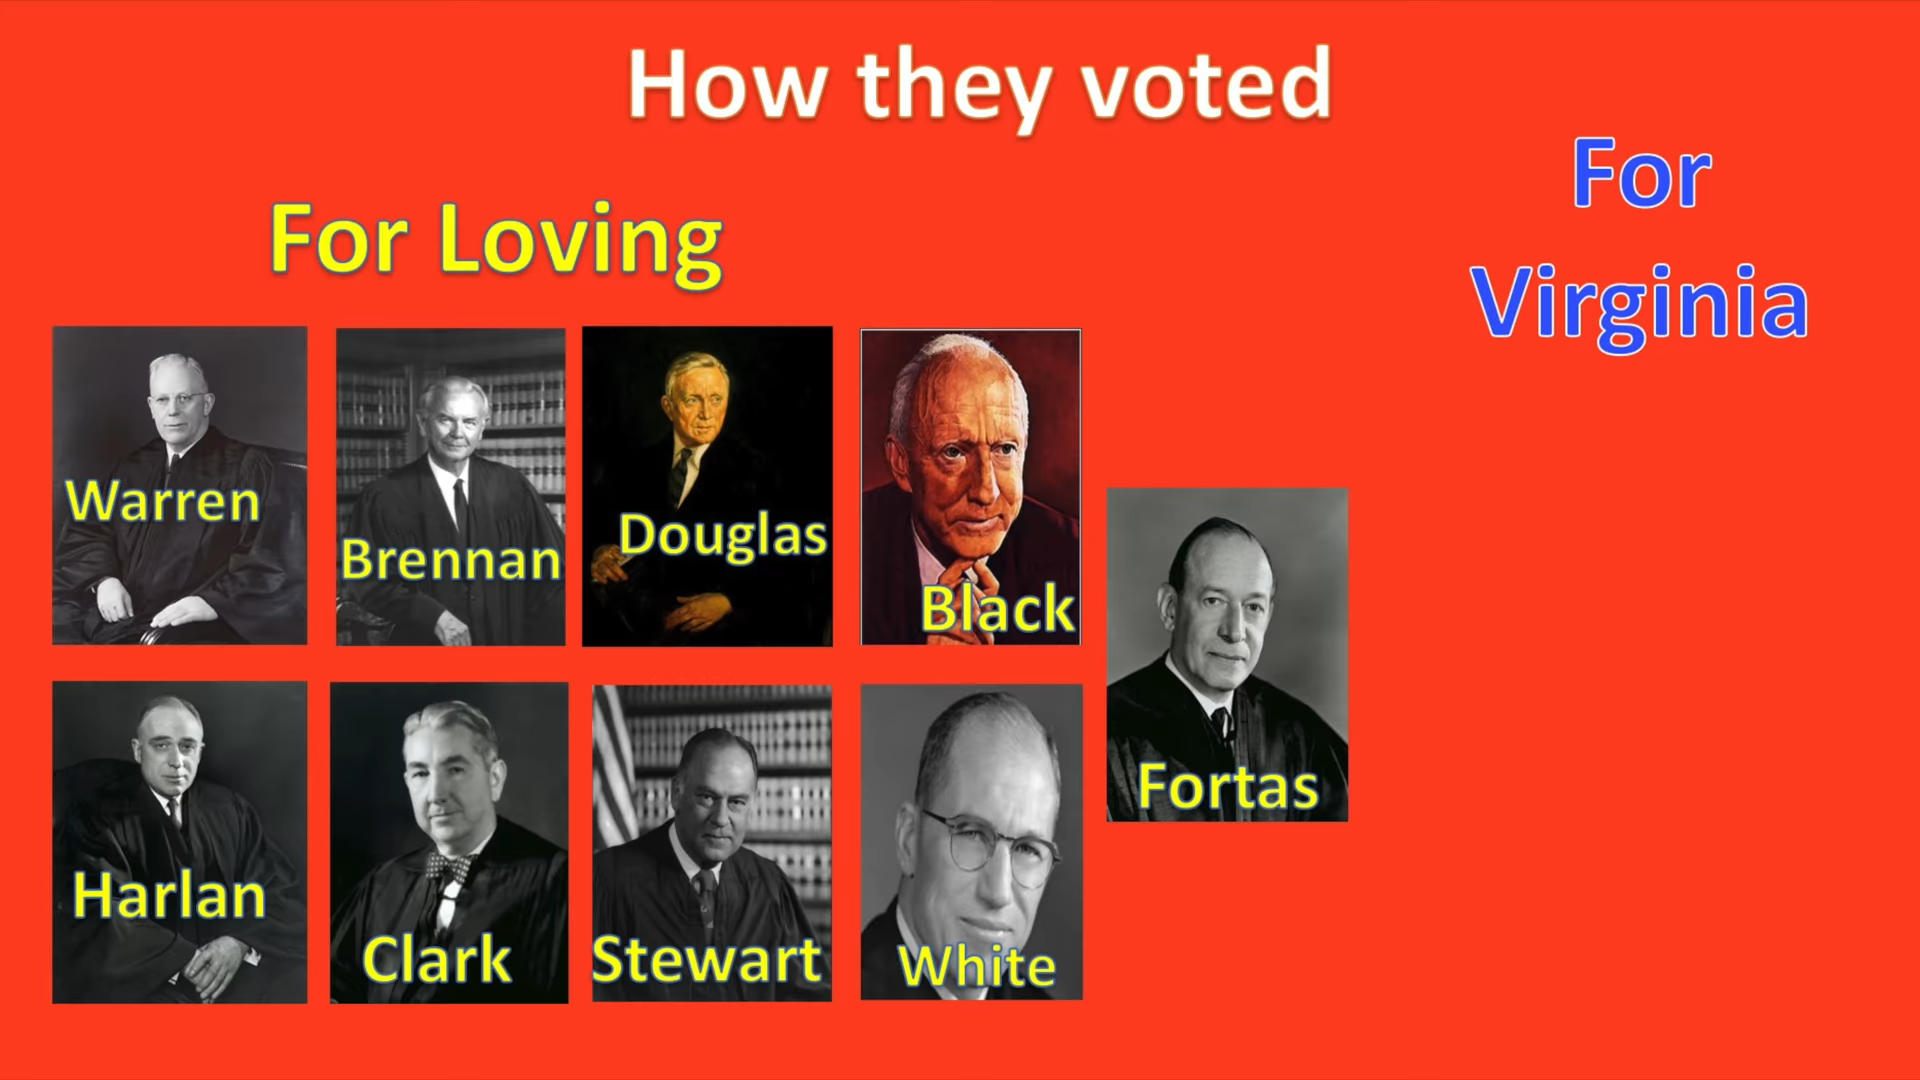 How they voted
For Loving
For
Virginia
Warren
Brennan
Douglas
Black
Fortas
Harlan
Clark
Stewart
White